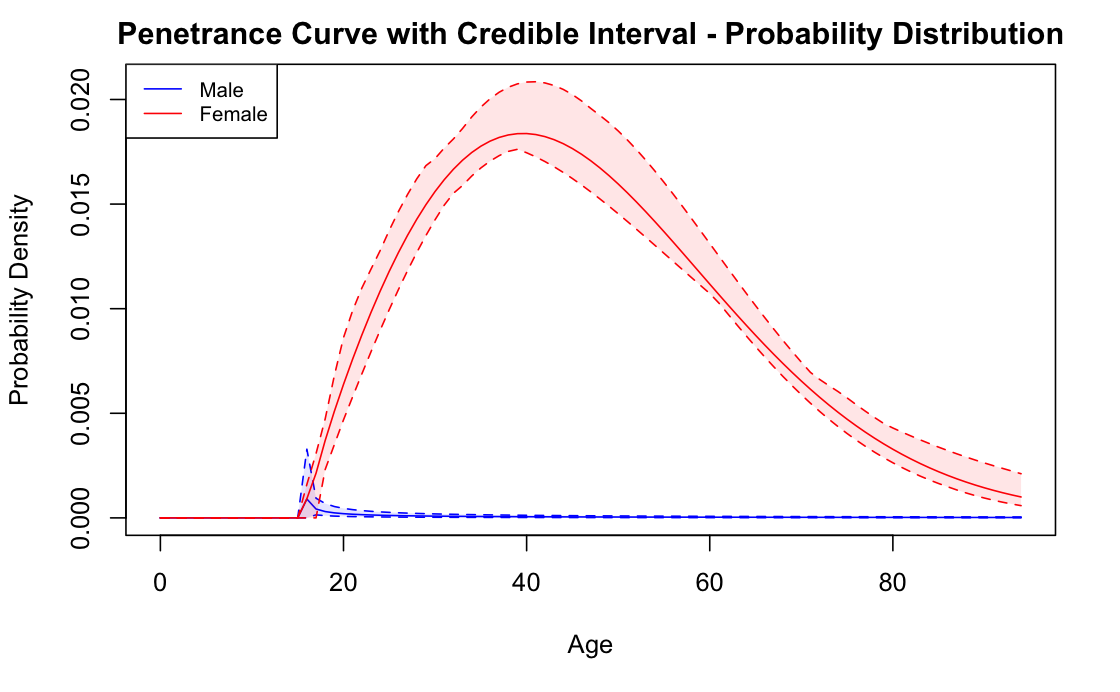 Penetrance Curve with Credible Interval - Probability Distribution
Male
Female
Probability Density
0.020
0.015
0.010
0.005
0.000
0 20 40 60 80
Age